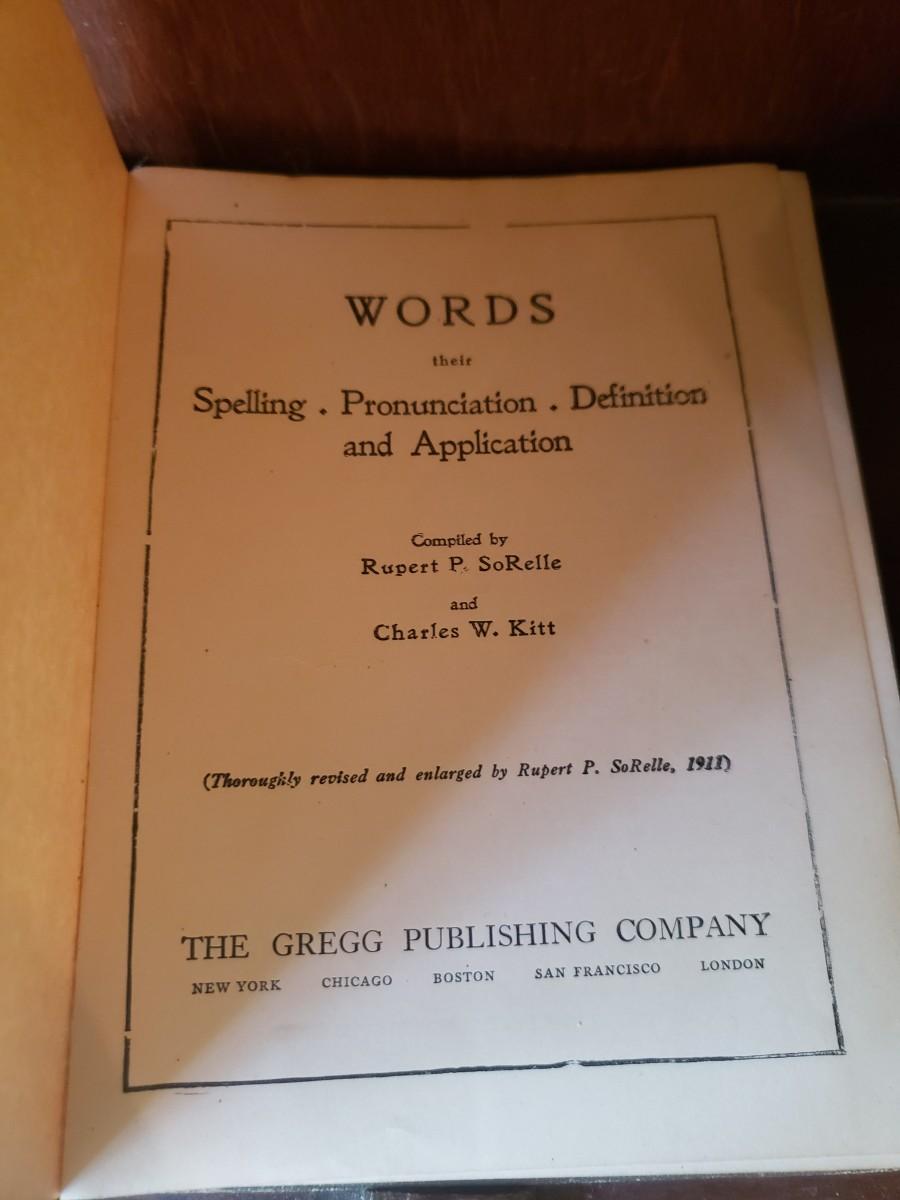 WORDS
their
Spelling . Pronunciation . Definition
and Application
Compiled by
Rupert P. SoRelle
and
Charles W. Kitt
(Thoroughly revised and enlarged by Rupert P. SoRelle, 1911)
THE GREGG PUBLISHING COMPANY
NEW YORK CHICAGO BOSTON SAN FRANCISCO LONDON